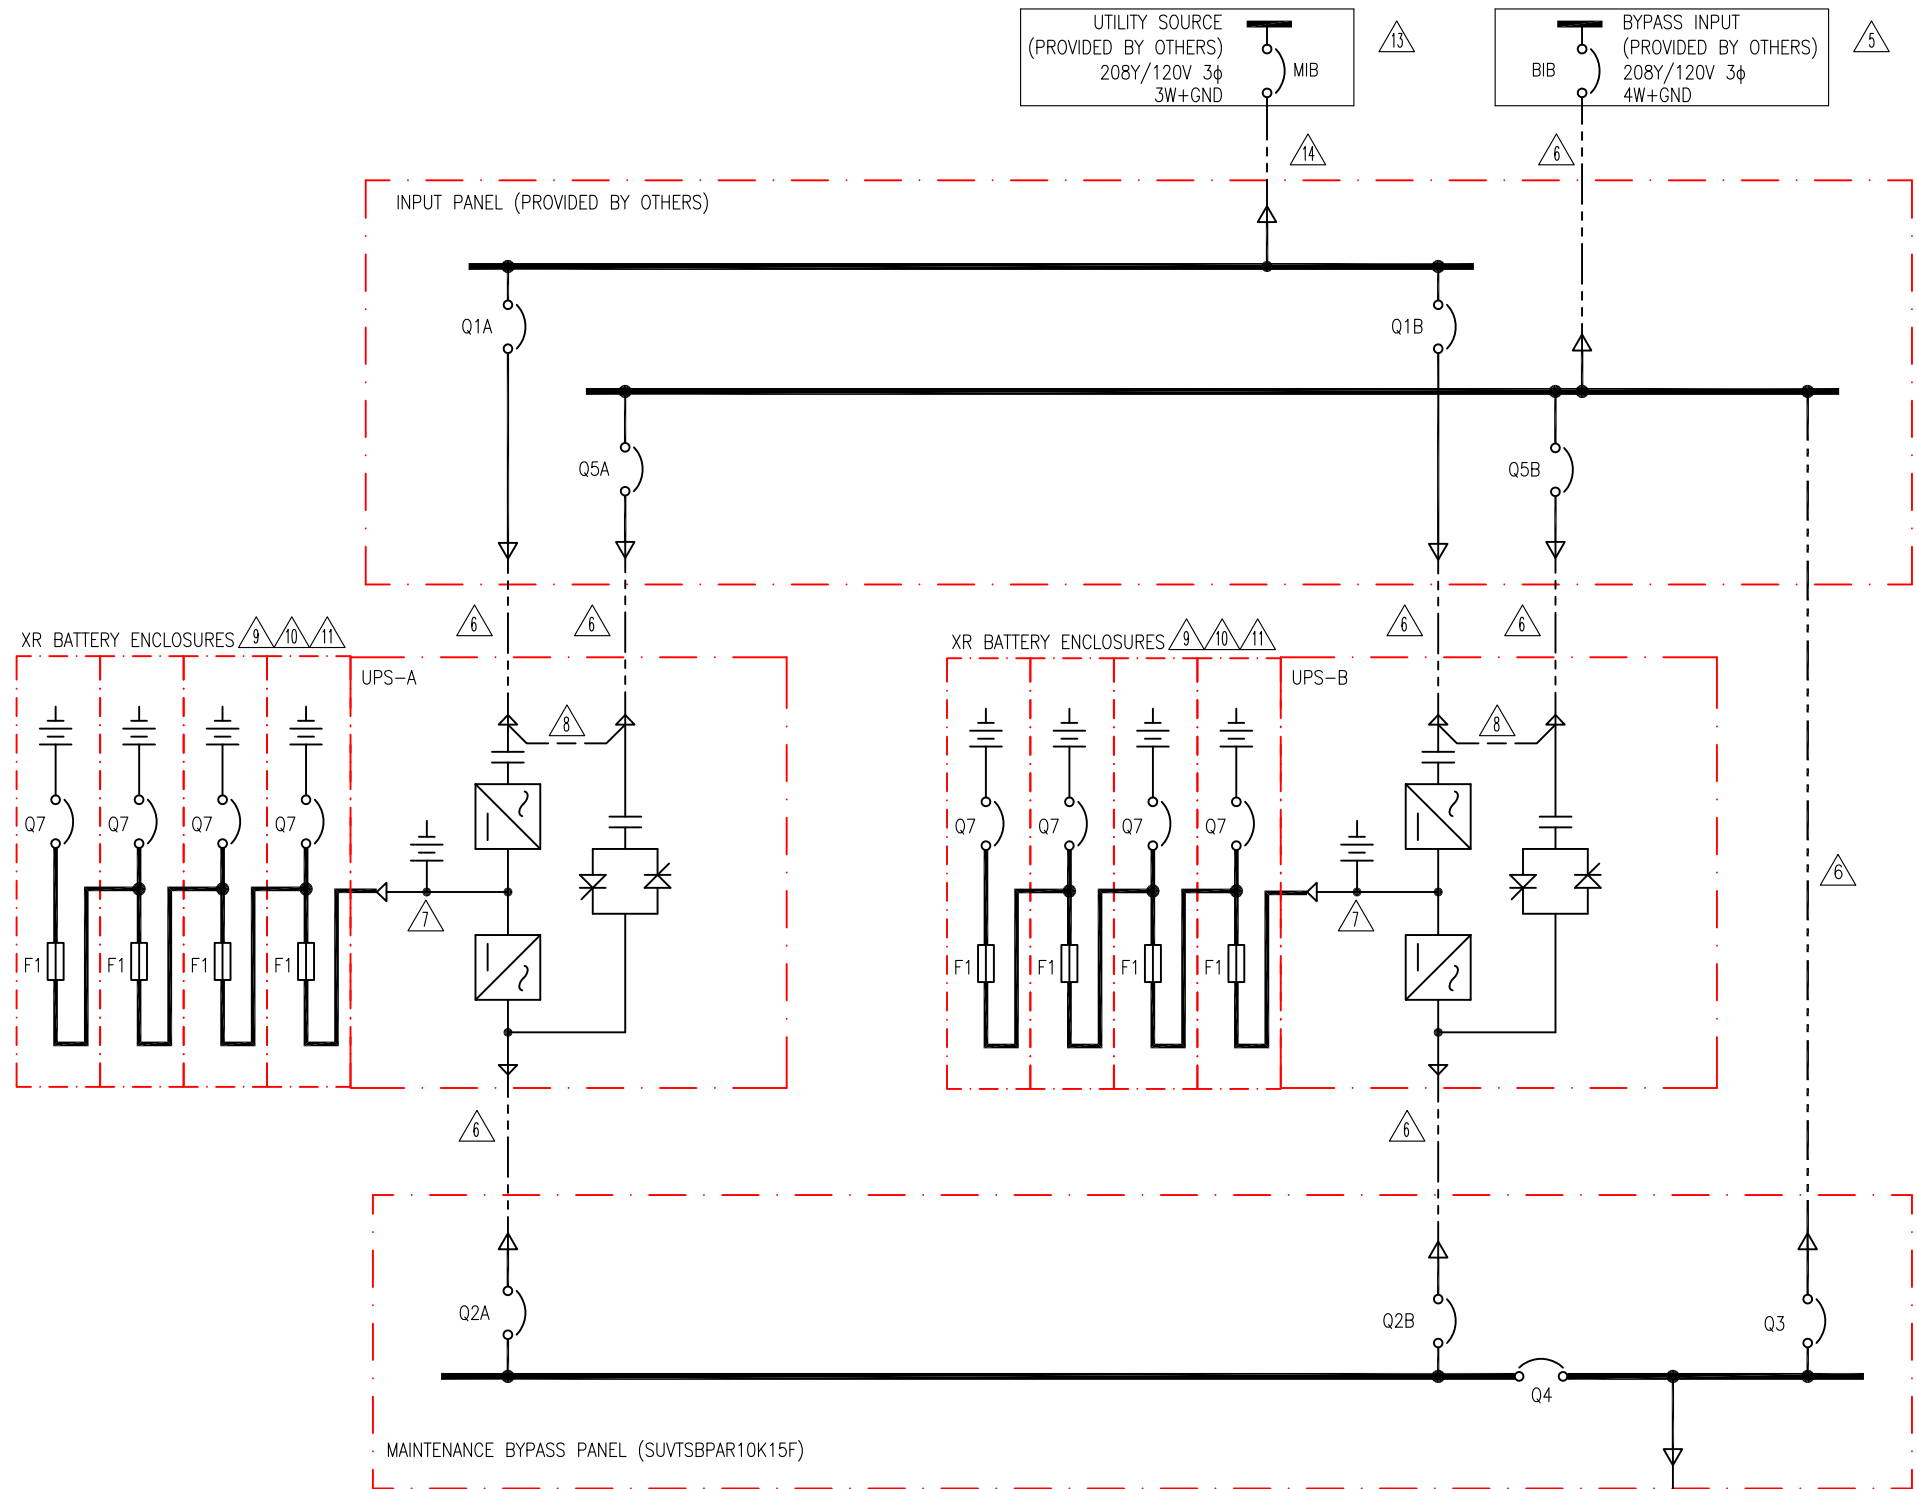 UTILITY SOURCE
(PROVIDED BY OTHERS)
208Y/120V 3ϕ
3W+GND
MIB
13
BIB
BYPASS INPUT
(PROVIDED BY OTHERS)
208Y/120V 3ϕ
4W+GND
5
14
6
INPUT PANEL (PROVIDED BY OTHERS)
Q1A
Q1B
Q5A
Q5B
6
6
6
6
XR BATTERY ENCLOSURES 9 10 11
XR BATTERY ENCLOSURES 9 10 11
UPS-A
UPS-B
8
8
Q7
Q7
Q7
Q7
Q7
Q7
Q7
Q7
6
7
7
F1
F1
F1
F1
F1
F1
F1
F1
6
6
Q2A
Q2B
Q3
Q4
MAINTENANCE BYPASS PANEL (SUVTSBPAR10K15F)